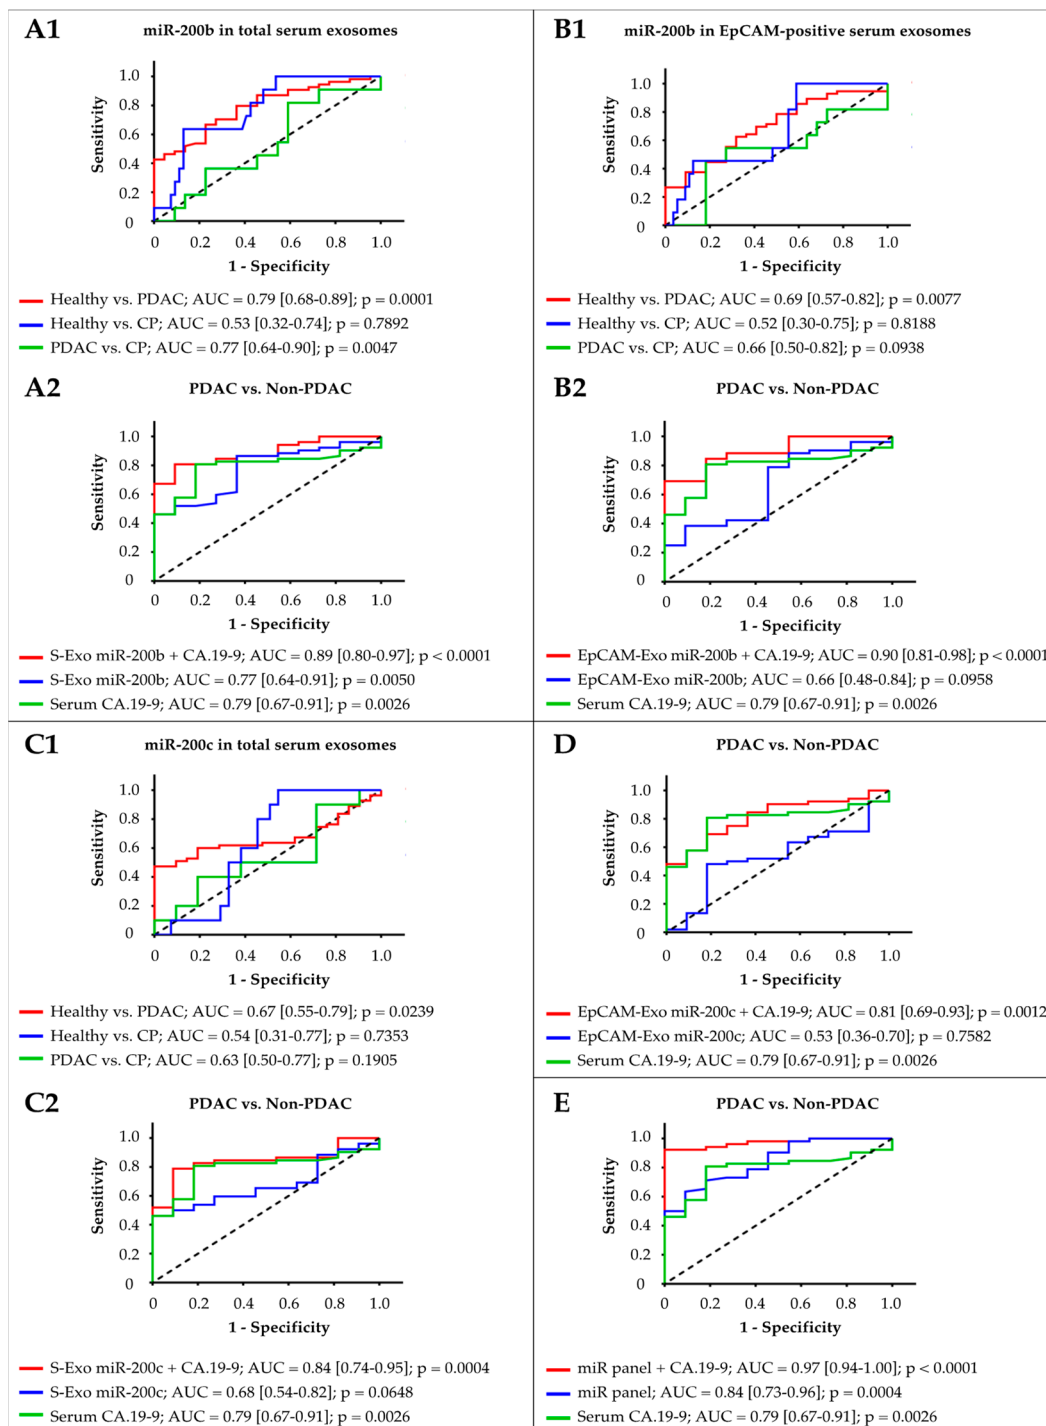 A1
miR-200b in total serum exosomes
Sensitivity
1.0
0.8
0.6
0.4
0.2
0
0 0.2 0.4 0.6 0.8 1.0
1 - Specificity
Healthy vs. PDAC; AUC = 0.79 [0.68-0.89]; p = 0.0001
Healthy vs. CP; AUC = 0.53 [0.32-0.74]; p = 0.7892
PDAC vs. CP; AUC = 0.77 [0.64-0.90]; p = 0.0047
A2
PDAC vs. Non-PDAC
Sensitivity
1.0
0.8
0.6
0.4
0.2
0
0 0.2 0.4 0.6 0.8 1.0
1 - Specificity
S-Exo miR-200b + CA.19-9; AUC = 0.89 [0.80-0.97]; p < 0.0001
S-Exo miR-200b; AUC = 0.77 [0.64-0.91]; p = 0.0050
Serum CA.19-9; AUC = 0.79 [0.67-0.91]; p = 0.0026
B1
miR-200b in EpCAM-positive serum exosomes
Sensitivity
1.0
0.8
0.6
0.4
0.2
0
0 0.2 0.4 0.6 0.8 1.0
1 - Specificity
Healthy vs. PDAC; AUC = 0.69 [0.57-0.82]; p = 0.0077
Healthy vs. CP; AUC = 0.52 [0.30-0.75]; p = 0.8188
PDAC vs. CP; AUC = 0.66 [0.50-0.82]; p = 0.0938
B2
PDAC vs. Non-PDAC
Sensitivity
1.0
0.8
0.6
0.4
0.2
0
0 0.2 0.4 0.6 0.8 1.0
1 - Specificity
EpCAM-Exo miR-200b + CA.19-9; AUC = 0.90 [0.81-0.98]; p < 0.0001
EpCAM-Exo miR-200b; AUC = 0.66 [0.48-0.84]; p = 0.0958
Serum CA.19-9; AUC = 0.79 [0.67-0.91]; p = 0.0026
C1
miR-200c in total serum exosomes
Sensitivity
1.0
0.8
0.6
0.4
0.2
0
0 0.2 0.4 0.6 0.8 1.0
1 - Specificity
Healthy vs. PDAC; AUC = 0.67 [0.55-0.79]; p = 0.0239
Healthy vs. CP; AUC = 0.54 [0.31-0.77]; p = 0.7353
PDAC vs. CP; AUC = 0.63 [0.50-0.77]; p = 0.1905
C2
PDAC vs. Non-PDAC
Sensitivity
1.0
0.8
0.6
0.4
0.2
0
0 0.2 0.4 0.6 0.8 1.0
1 - Specificity
S-Exo miR-200c + CA.19-9; AUC = 0.84 [0.74-0.95]; p = 0.0004
S-Exo miR-200c; AUC = 0.68 [0.54-0.82]; p = 0.0648
Serum CA.19-9; AUC = 0.79 [0.67-0.91]; p = 0.0026
D
PDAC vs. Non-PDAC
Sensitivity
1.0
0.8
0.6
0.4
0.2
0
0 0.2 0.4 0.6 0.8 1.0
1 - Specificity
EpCAM-Exo miR-200c + CA.19-9; AUC = 0.81 [0.69-0.93]; p = 0.0012
EpCAM-Exo miR-200c; AUC = 0.53 [0.36-0.70]; p = 0.7582
Serum CA.19-9; AUC = 0.79 [0.67-0.91]; p = 0.0026
E
PDAC vs. Non-PDAC
Sensitivity
1.0
0.8
0.6
0.4
0.2
0
0 0.2 0.4 0.6 0.8 1.0
1 - Specificity
miR panel + CA.19-9; AUC = 0.97 [0.94-1.00]; p < 0.0001
miR panel; AUC = 0.84 [0.73-0.96]; p = 0.0004
Serum CA.19-9; AUC = 0.79 [0.67-0.91]; p = 0.0026